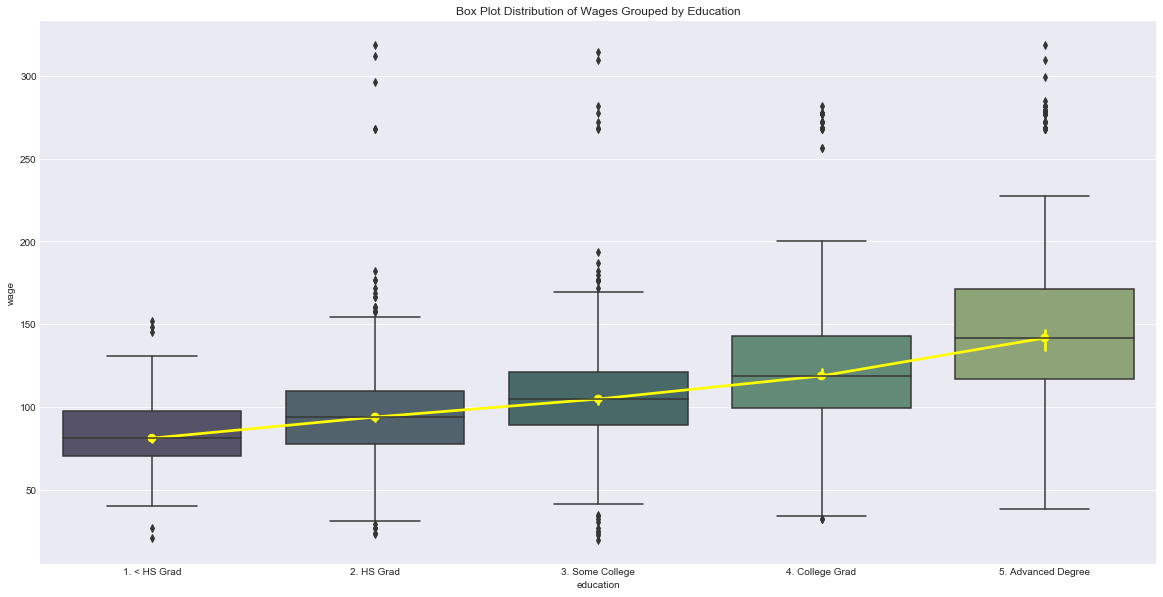 Box Plot Distribution of Wages Grouped by Education
300
250
200
150
100
50
wage
1. < HS Grad
2. HS Grad
3. Some College
4. College Grad
5. Advanced Degree
education